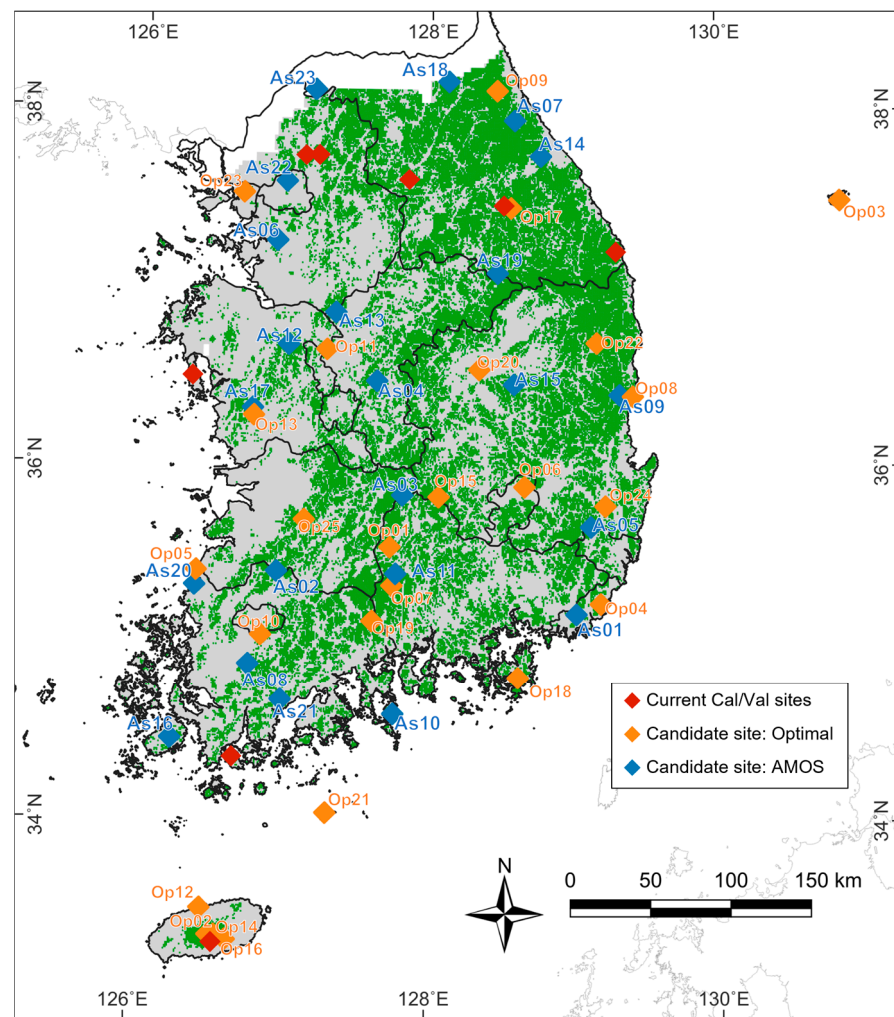 126°E 128°E 130°E
As23
As18
Op09
38°N
38°N
As07
As14
As22
Op23
Op03
Op17
As06
As19
As13
As12
Op11
Op22
Op20
As04
As15
Op08
As17
As09
Op13
36°N
36°N
Op06
As03
Op15
Op24
Op25
As05
Op01
Op05
As20
As02
As11
Op07
Op04
Op10
Op19
As01
As08
Op18
As21
As10
As16
Current Cal/Val sites
Candidate site: Optimal
Candidate site: AMOS
Op21
34°N
34°N
N
0 50 100 150 km
Op12
Op02
Op14
Op16
126°E 128°E 130°E